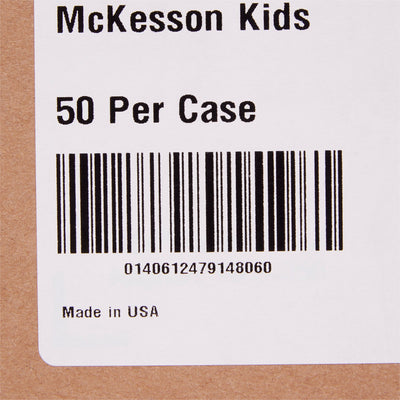 McKesson Kids
50 Per Case
0140612479148060
Made in USA